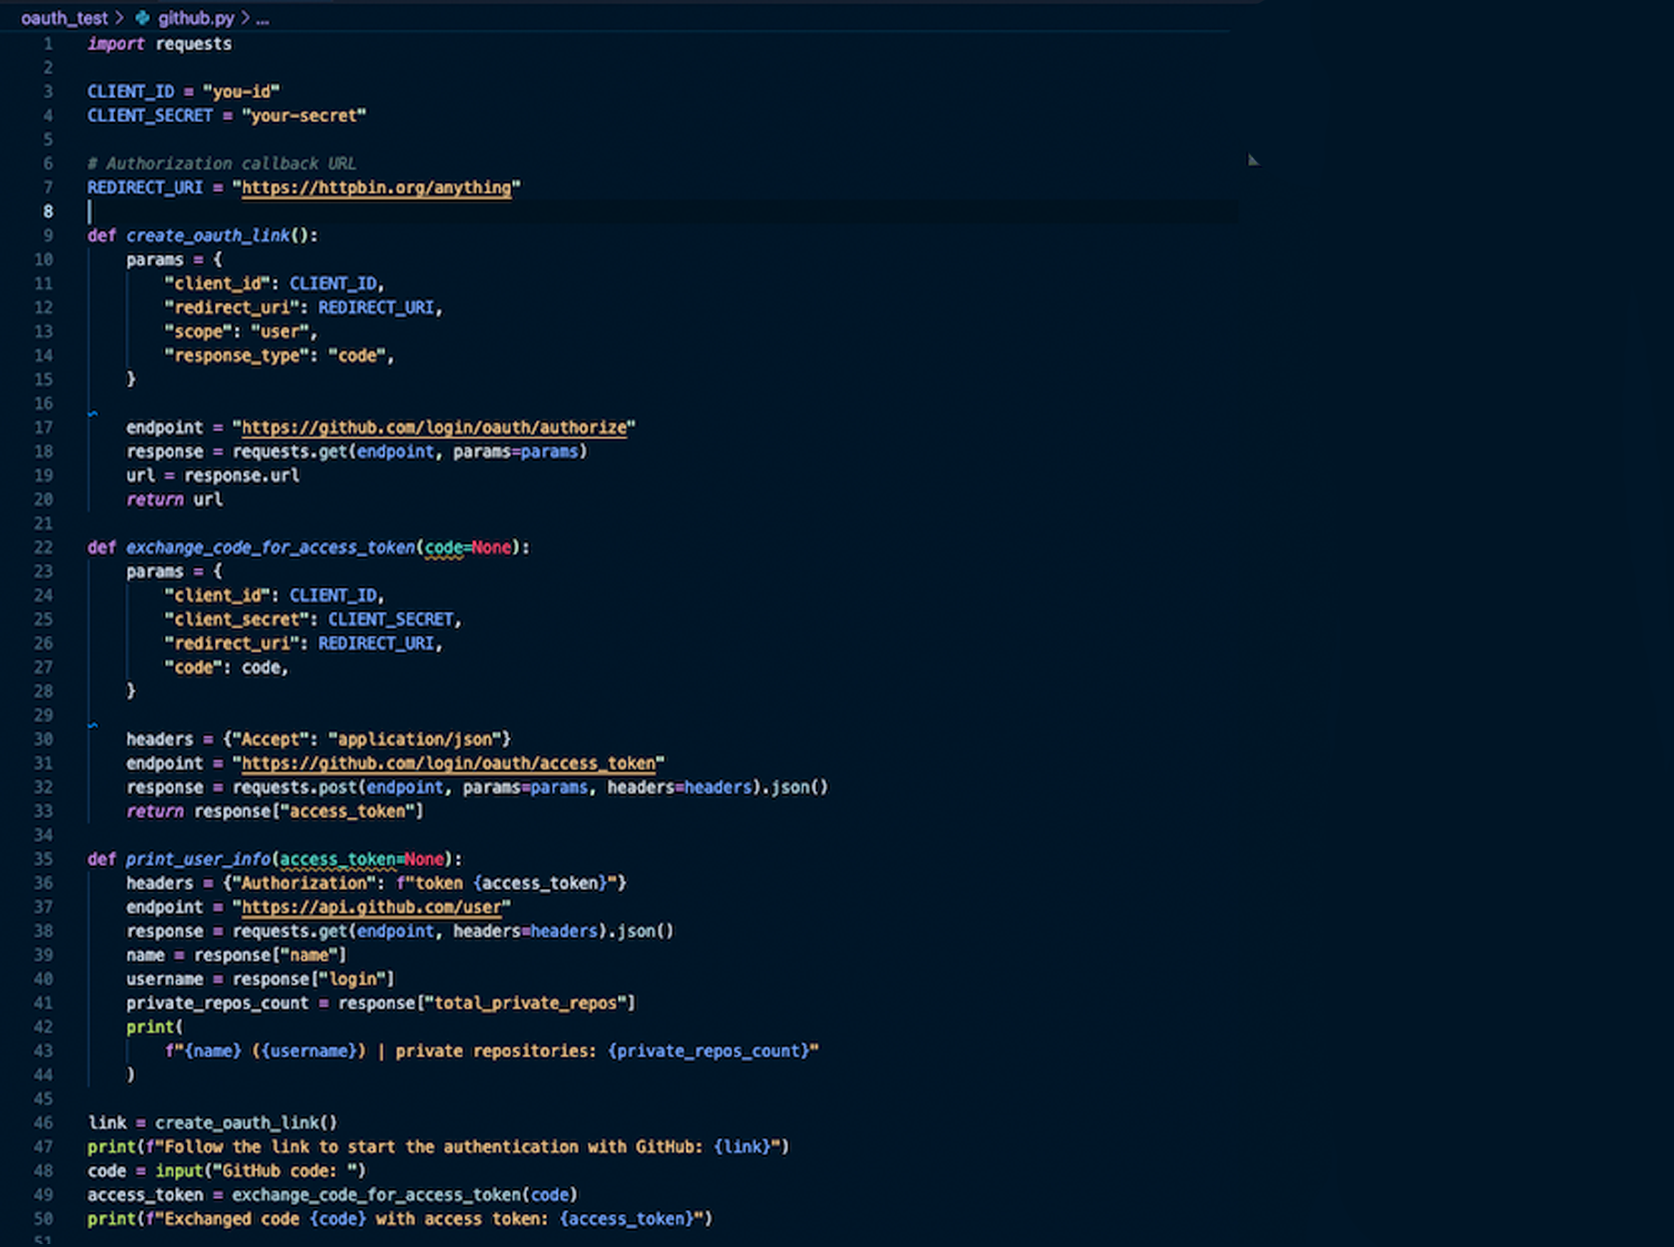 oauth_test > github.py > ...
1 import requests
2
3 CLIENT_ID = "you-id"
4 CLIENT_SECRET = "your-secret"
5
6 # Authorization callback URL
7 REDIRECT_URI = "https://httpbin.org/anything"
8
9 def create_oauth_link():
10     params = {
11         "client_id": CLIENT_ID,
12         "redirect_uri": REDIRECT_URI,
13         "scope": "user",
14         "response_type": "code",
15     }
16
17     endpoint = "https://github.com/login/oauth/authorize"
18     response = requests.get(endpoint, params=params)
19     url = response.url
20     return url
21
22 def exchange_code_for_access_token(code=None):
23     params = {
24         "client_id": CLIENT_ID,
25         "client_secret": CLIENT_SECRET,
26         "redirect_uri": REDIRECT_URI,
27         "code": code,
28     }
29
30     headers = {"Accept": "application/json"}
31     endpoint = "https://github.com/login/oauth/access_token"
32     response = requests.post(endpoint, params=params, headers=headers).json()
33     return response["access_token"]
34
35 def print_user_info(access_token=None):
36     headers = {"Authorization": f"token {access_token}"}
37     endpoint = "https://api.github.com/user"
38     response = requests.get(endpoint, headers=headers).json()
39     name = response["name"]
40     username = response["login"]
41     private_repos_count = response["total_private_repos"]
42     print(
43         f"{name} ({username}) | private repositories: {private_repos_count}"
44     )
45
46 link = create_oauth_link()
47 print(f"Follow the link to start the authentication with GitHub: {link}")
48 code = input("GitHub code: ")
49 access_token = exchange_code_for_access_token(code)
50 print(f"Exchanged code {code} with access token: {access_token}")
51